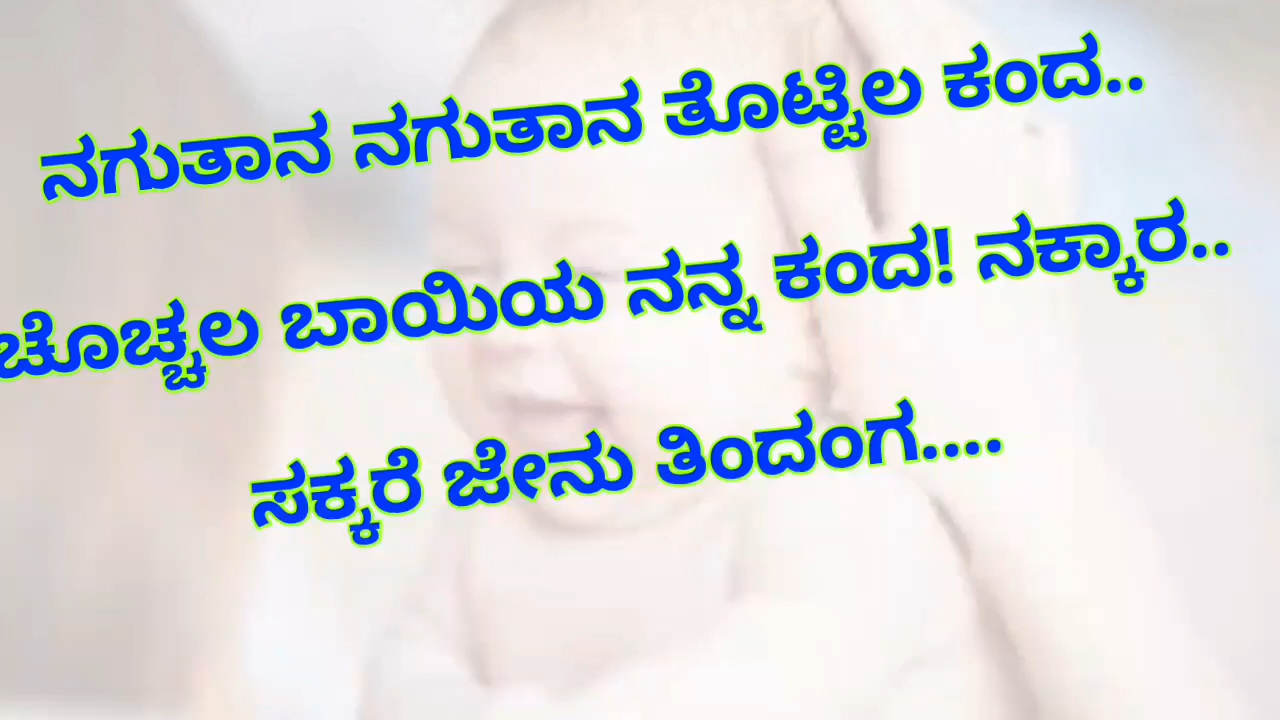 ನಗುತಾನ ನಗುತಾನ ತೊಟ್ಟಿಲ ಕಂದ..
ಚೊಚ್ಚಲ ಬಾಯಿಯ ನನ್ನ ಕಂದ! ನಕ್ಕಾರ..
ಸಕ್ಕರೆ ಜೇನು ತಿಂದಂಗ....